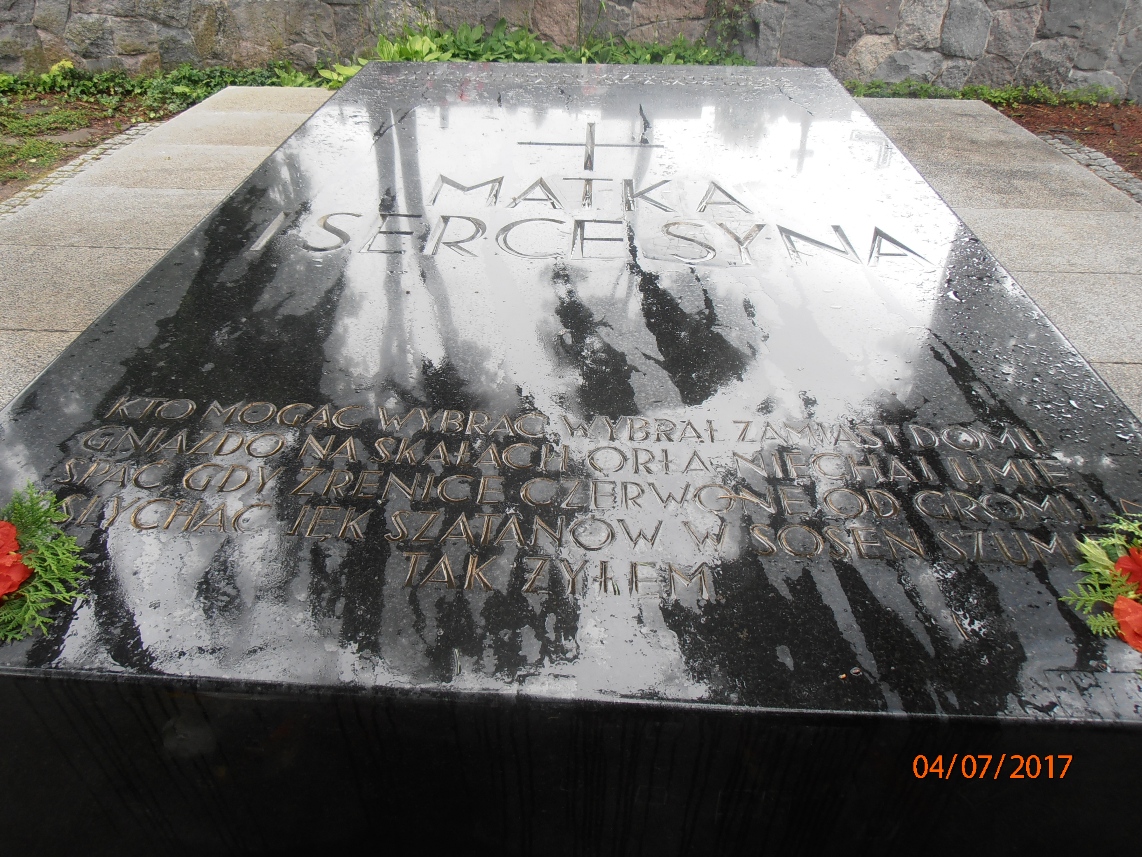 MATKA
I SERCE SYNA
KTO MOGĄC WYBRAĆ WYBRAŁ ZAMIAST DOMU
GNIAZDO NA SKAŁACH ORŁA NIECHAJ UMIE
SPAĆ GDY ŹRENICE CZERWONE OD GROMU I
SŁYCHAĆ JĘK SZATANÓW W SOSEN SZUMIE
TAK ŻYŁEM
04/07/2017